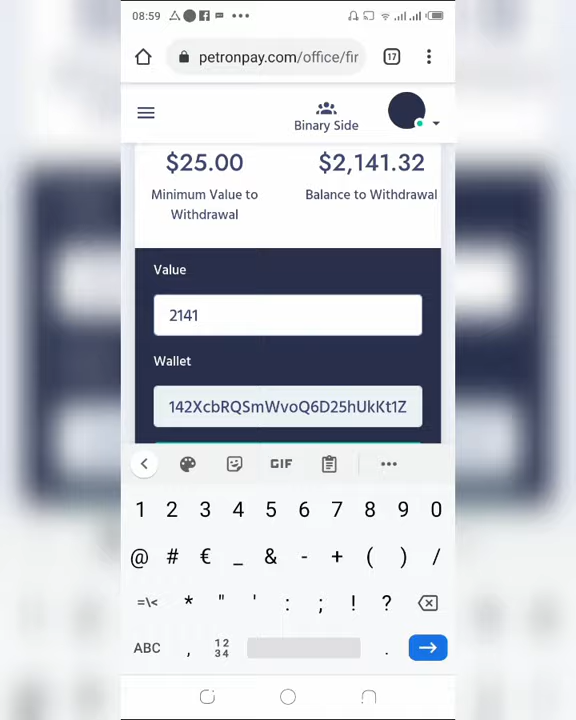 08:59
petronpay.com/office/fir
17
Binary Side
$25.00 $2,141.32
Minimum Value to Withdrawal Balance to Withdrawal
Value
2141
Wallet
142XcbRQSmWvoQ6D25hUkKt1Z
GIF
1 2 3 4 5 6 7 8 9 0
@ # € _ & - + ( ) /
=\< * " ' : ; ! ?
ABC , 12 34 .